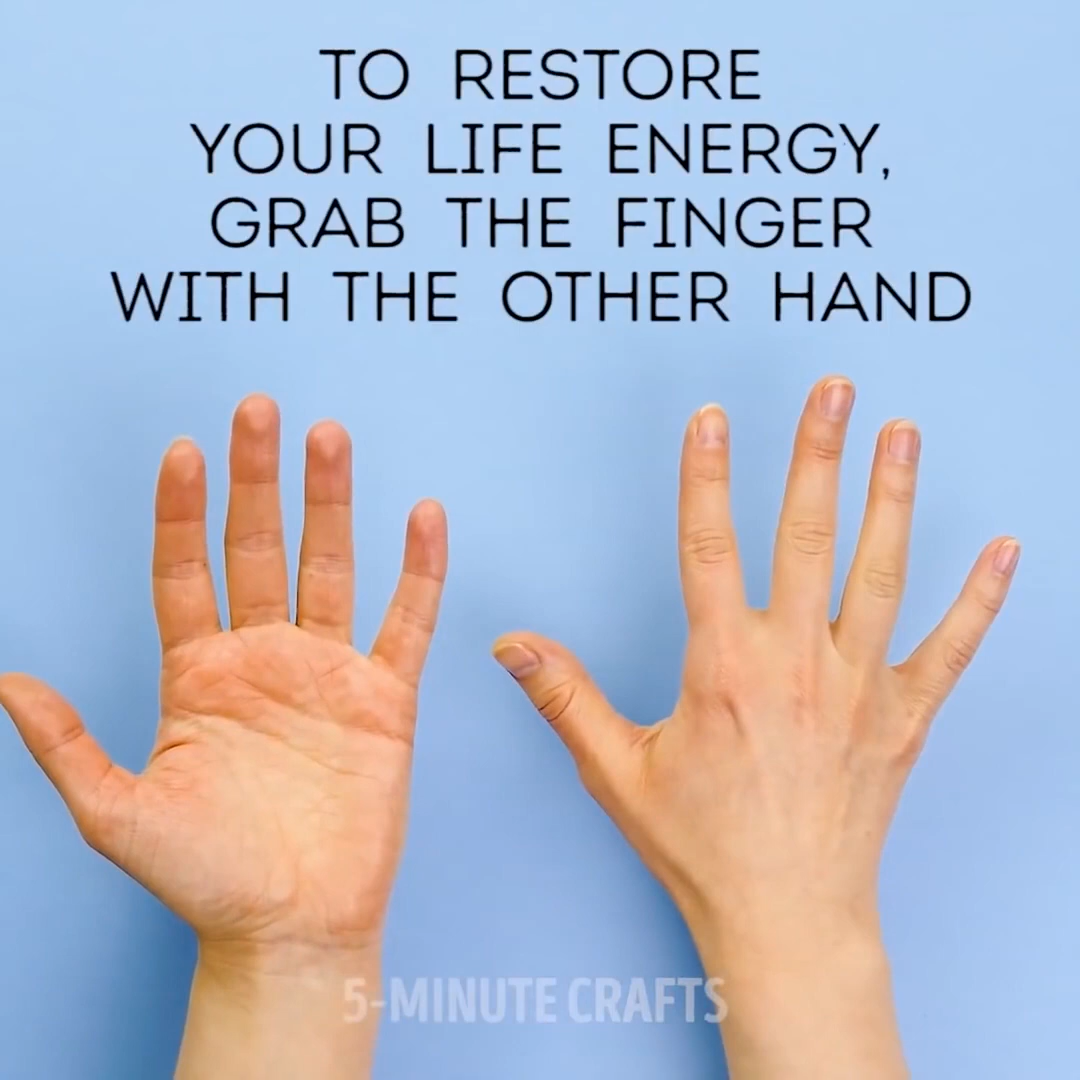 TO RESTORE
YOUR LIFE ENERGY,
GRAB THE FINGER
WITH THE OTHER HAND
5-MINUTE CRAFTS